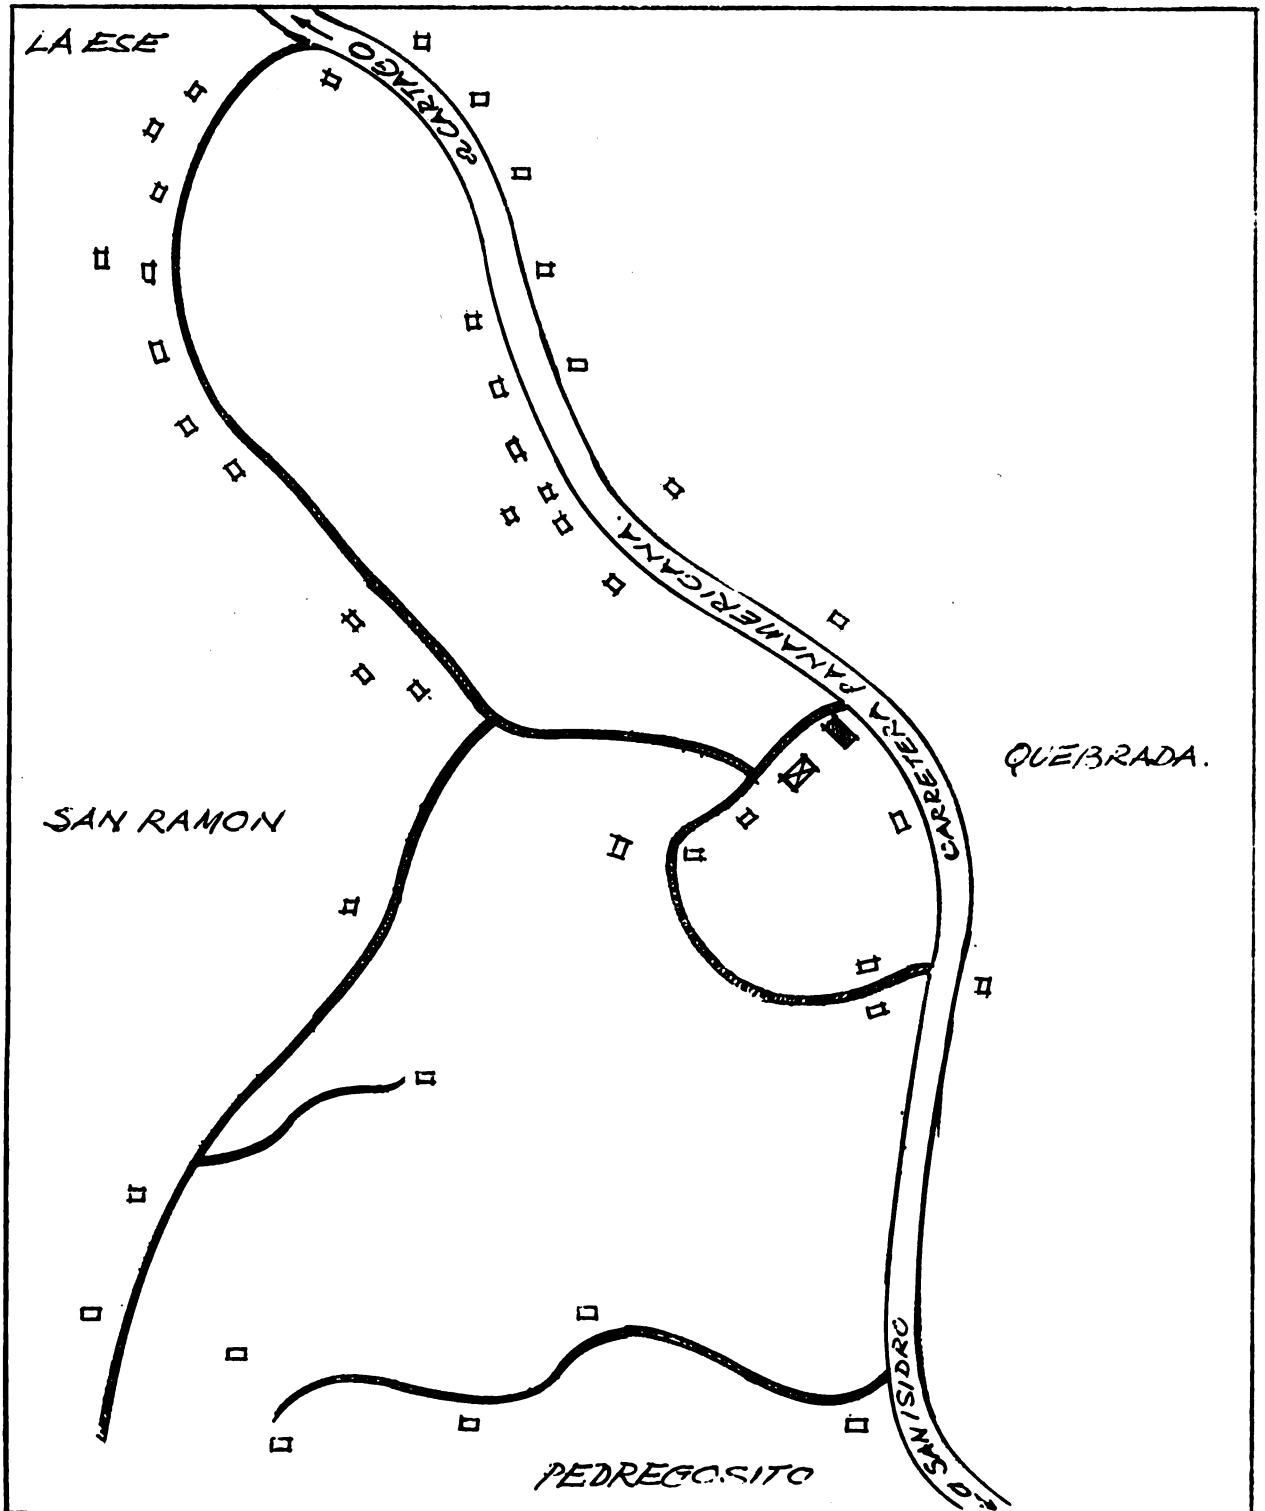 LA ESE
a CARTAGO
CARRETERA PANAMERICANA.
QUEBRADA.
SAN RAMON
a SAN ISIDRO
PEDREGOSITO